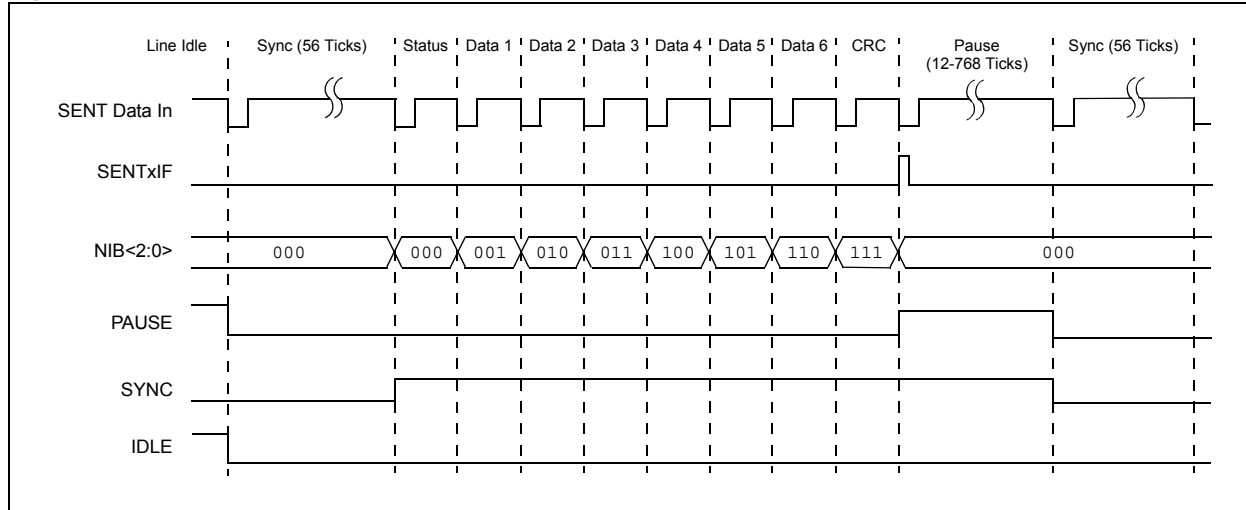 Line Idle Sync (56 Ticks) Status Data 1 Data 2 Data 3 Data 4 Data 5 Data 6 CRC Pause Sync (56 Ticks)
(12-768 Ticks)
SENT Data In
SENTxIF
NIB<2:0> 000 000 001 010 011 100 101 110 111 000
PAUSE
SYNC
IDLE